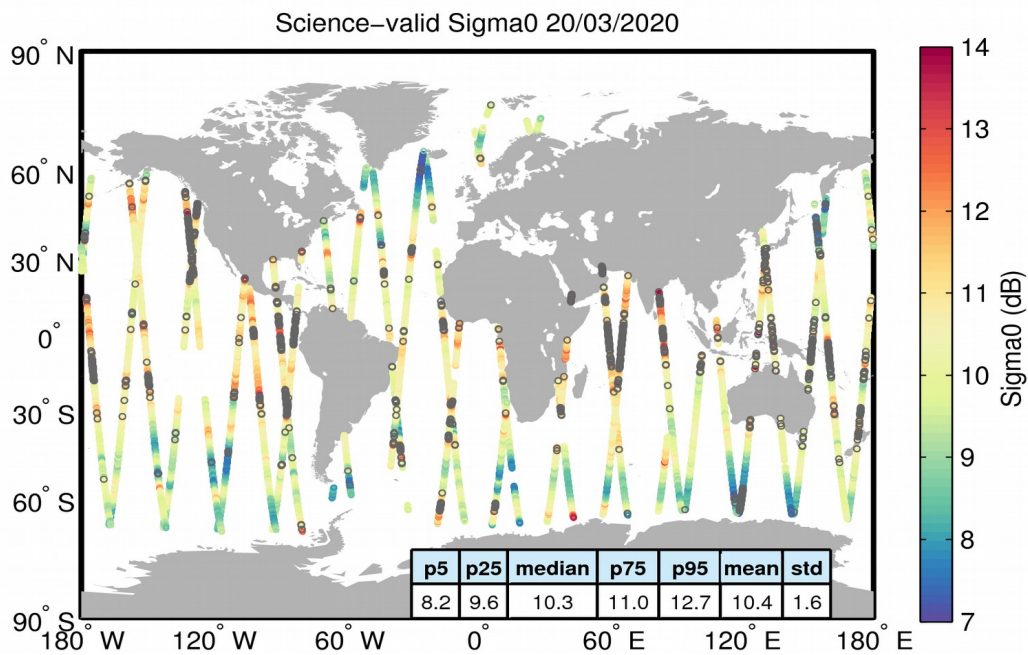 Science−valid Sigma0 20/03/2020
90° N
60° N
30° N
0°
30° S
60° S
90° S
180° W
120° W
60° W
0°
60° E
120° E
180° E
14
13
12
11
10
9
8
7
Sigma0 (dB)
p5 p25 median p75 p95 mean std
8.2 9.6 10.3 11.0 12.7 10.4 1.6